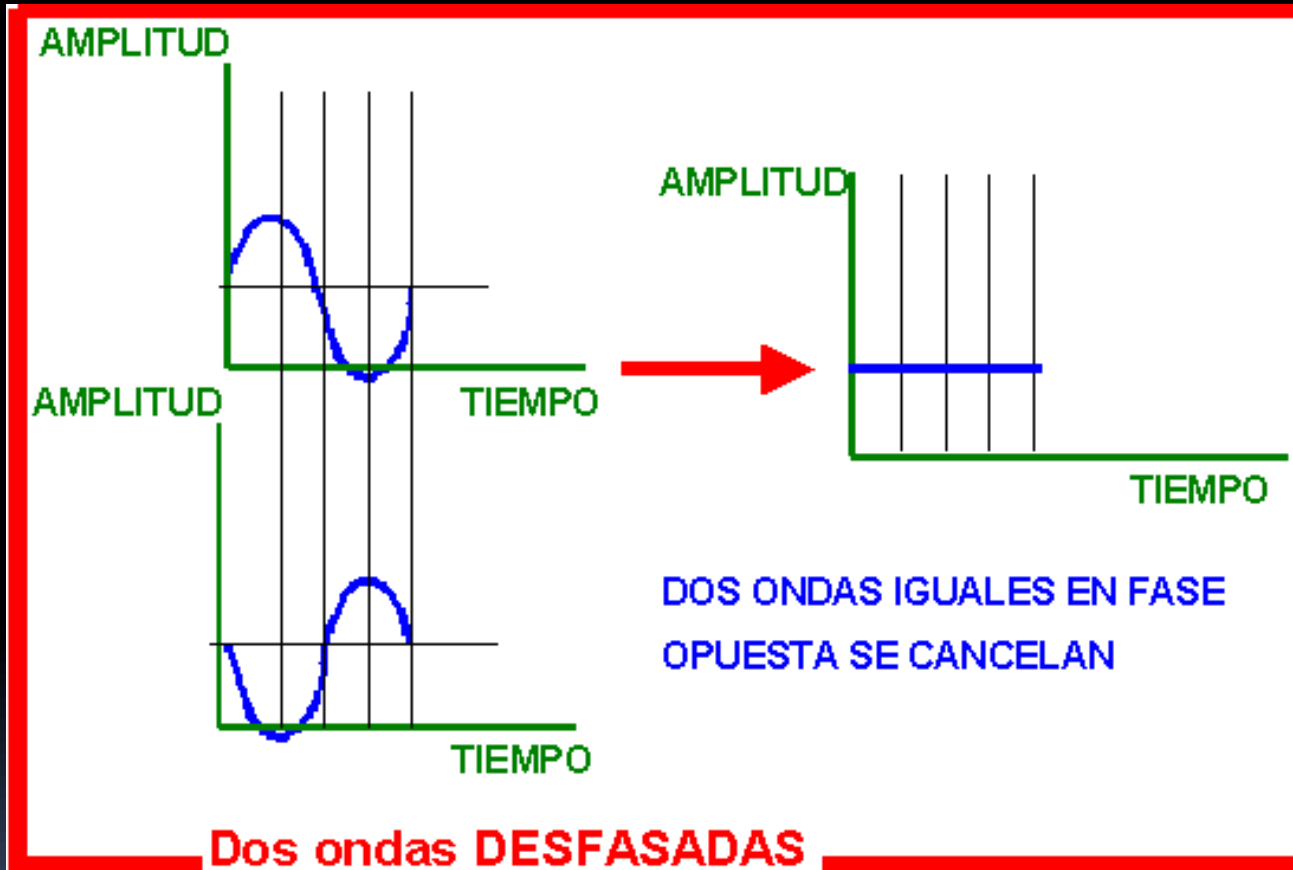 AMPLITUD
TIEMPO
AMPLITUD
TIEMPO
AMPLITUD
TIEMPO
DOS ONDAS IGUALES EN FASE
OPUESTA SE CANCELAN
Dos ondas DESFASADAS